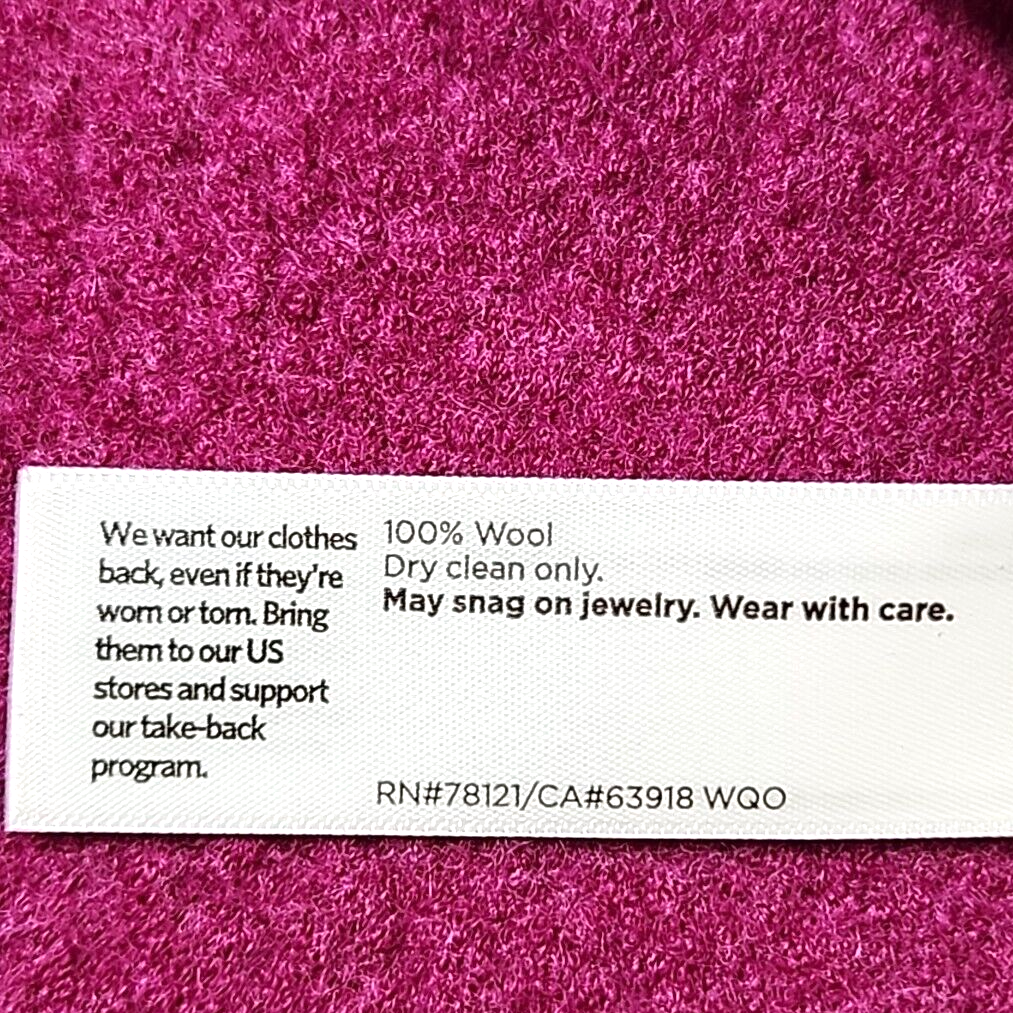 We want our clothes
back, even if they're
worn or torn. Bring
them to our US
stores and support
our take-back
program.
100% Wool
Dry clean only.
May snag on jewelry. Wear with care.
RN#78121/CA#63918 WQO